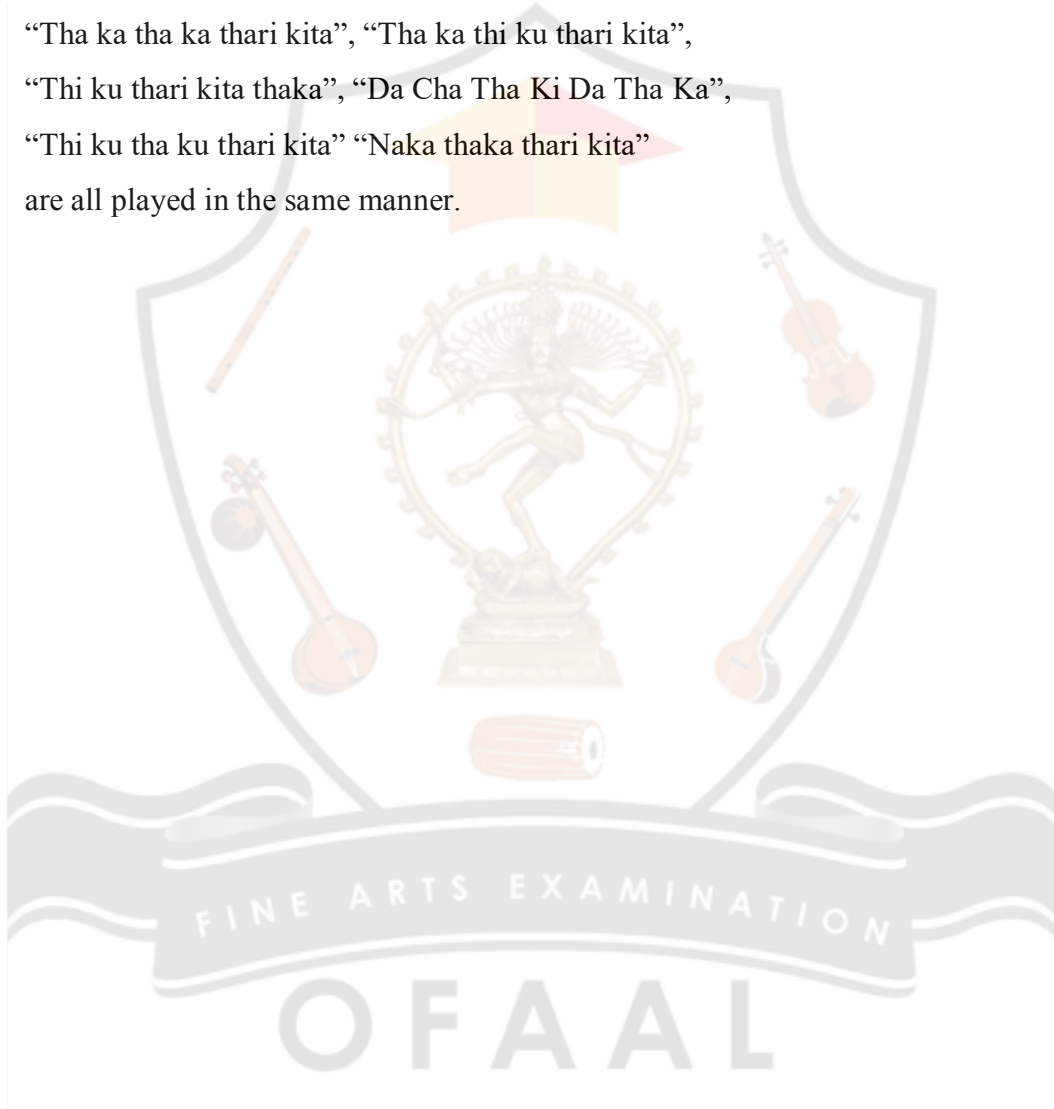 “Tha ka tha ka thari kita”, “Tha ka thi ku thari kita”,
“Thi ku thari kita thaka”, “Da Cha Tha Ki Da Tha Ka”,
“Thi ku tha ku thari kita” “Naka thaka thari kita”
are all played in the same manner.
FINE ARTS EXAMINATION
OFAAL